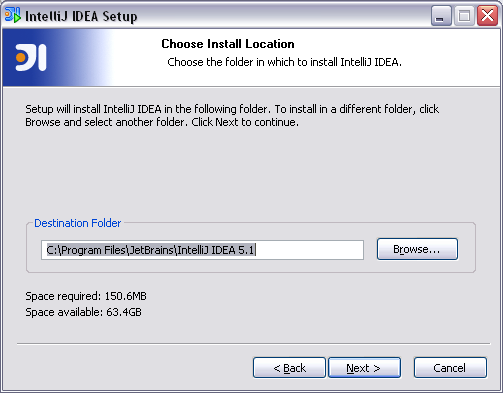 IntelliJ IDEA Setup
Choose Install Location
Choose the folder in which to install IntelliJ IDEA.
Setup will install IntelliJ IDEA in the following folder. To install in a different folder, click
Browse and select another folder. Click Next to continue.
Destination Folder
C:\Program Files\JetBrains\IntelliJ IDEA 5.1
Browse...
Space required: 150.6MB
Space available: 63.4GB
< Back
Next >
Cancel